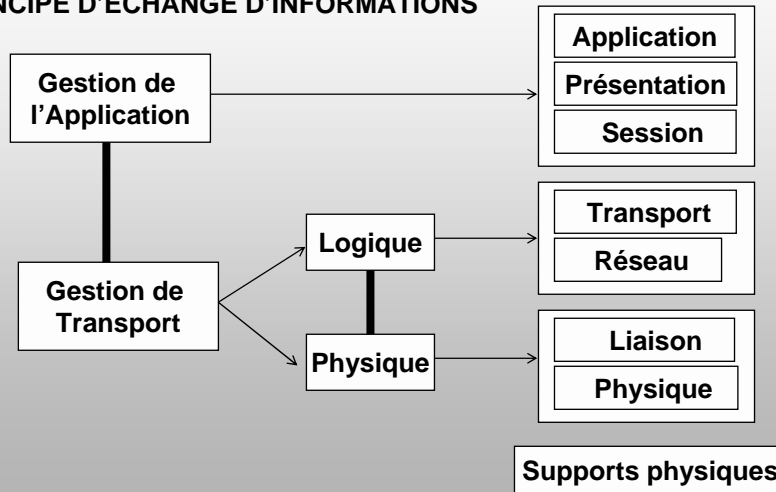 NCIPE D'ECHANGE D'INFORMATIONS
Gestion de
l'Application
Application
Présentation
Session
Gestion de
Transport
Logique
Physique
Transport
Réseau
Liaison
Physique
Supports physiques